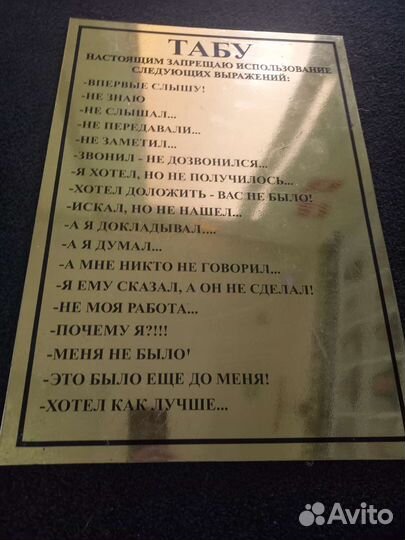 ТАБУ
НАСТОЯЩИМ ЗАПРЕЩАЮ ИСПОЛЬЗОВАНИЕ
СЛЕДУЮЩИХ ВЫРАЖЕНИЙ:
-ВПЕРВЫЕ СЛЫШУ!
-НЕ ЗНАЮ
-НЕ СЛЫШАЛ...
-НЕ ПЕРЕДАВАЛИ...
-НЕ ЗАМЕТИЛ...
-ЗВОНИЛ - НЕ ДОЗВОНИЛСЯ...
-Я ХОТЕЛ, НО НЕ ПОЛУЧИЛОСЬ...
-ХОТЕЛ ДОЛОЖИТЬ - ВАС НЕ БЫЛО!
-ИСКАЛ, НО НЕ НАШЕЛ...
-А Я ДОКЛАДЫВАЛ....
-А Я ДУМАЛ...
-А МНЕ НИКТО НЕ ГОВОРИЛ...
-Я ЕМУ СКАЗАЛ, А ОН НЕ СДЕЛАЛ!
-НЕ МОЯ РАБОТА...
-ПОЧЕМУ Я?!!!
-МЕНЯ НЕ БЫЛО'
-ЭТО БЫЛО ЕЩЕ ДО МЕНЯ!
-ХОТЕЛ КАК ЛУЧШЕ...
Avito